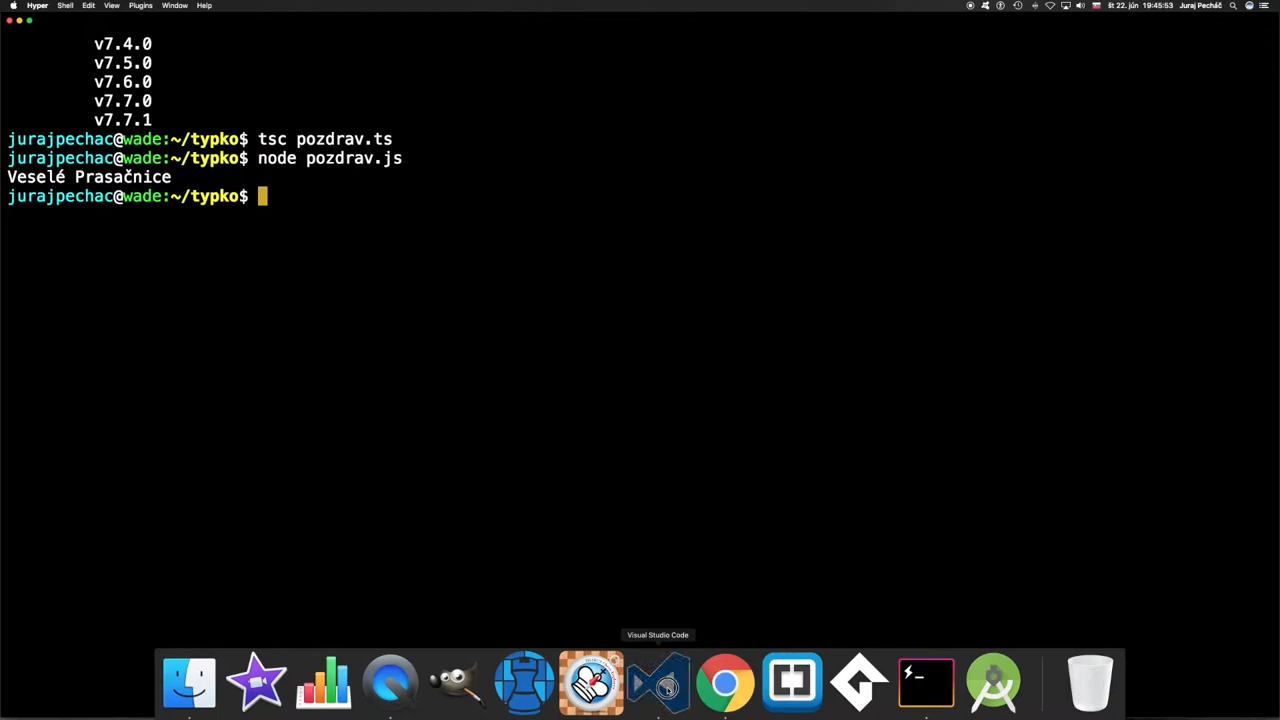 Hyper Shell Edit View Plugins Window Help
št 22. jún 19:45:53 Juraj Pecháč
v7.4.0
v7.5.0
v7.6.0
v7.7.0
v7.7.1
jurajpechac@wade:~/typko$ tsc pozdrav.ts
jurajpechac@wade:~/typko$ node pozdrav.js
Veselé Prasačnice
jurajpechac@wade:~/typko$
Visual Studio Code